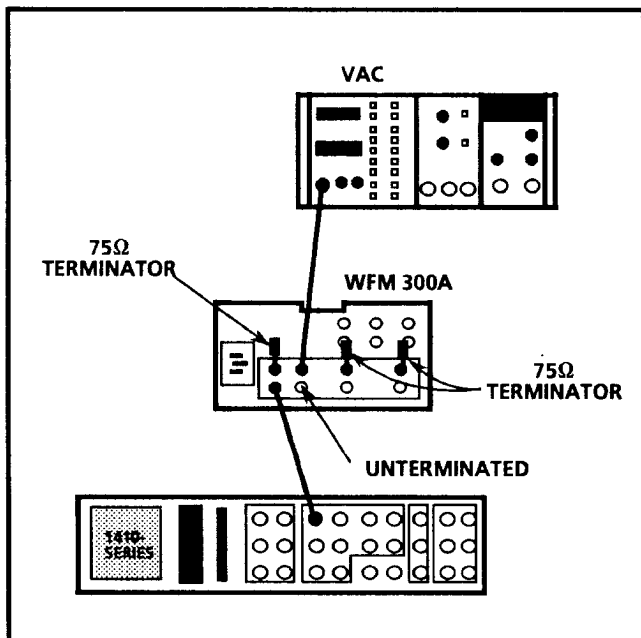 VAC
75Ω
TERMINATOR
WFM 300A
75Ω
TERMINATOR
UNTERMINATED
1410-
SERIES